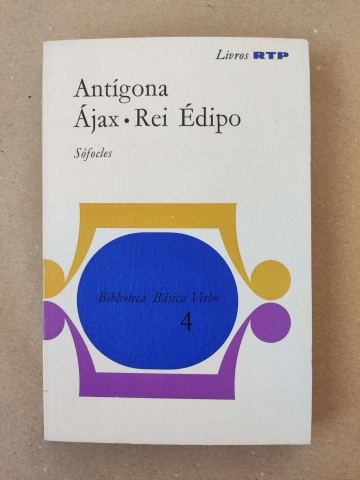 Livros RTP
Antígona
Ájax • Rei Édipo
Sófocles
Biblioteca Básica Verbo
4